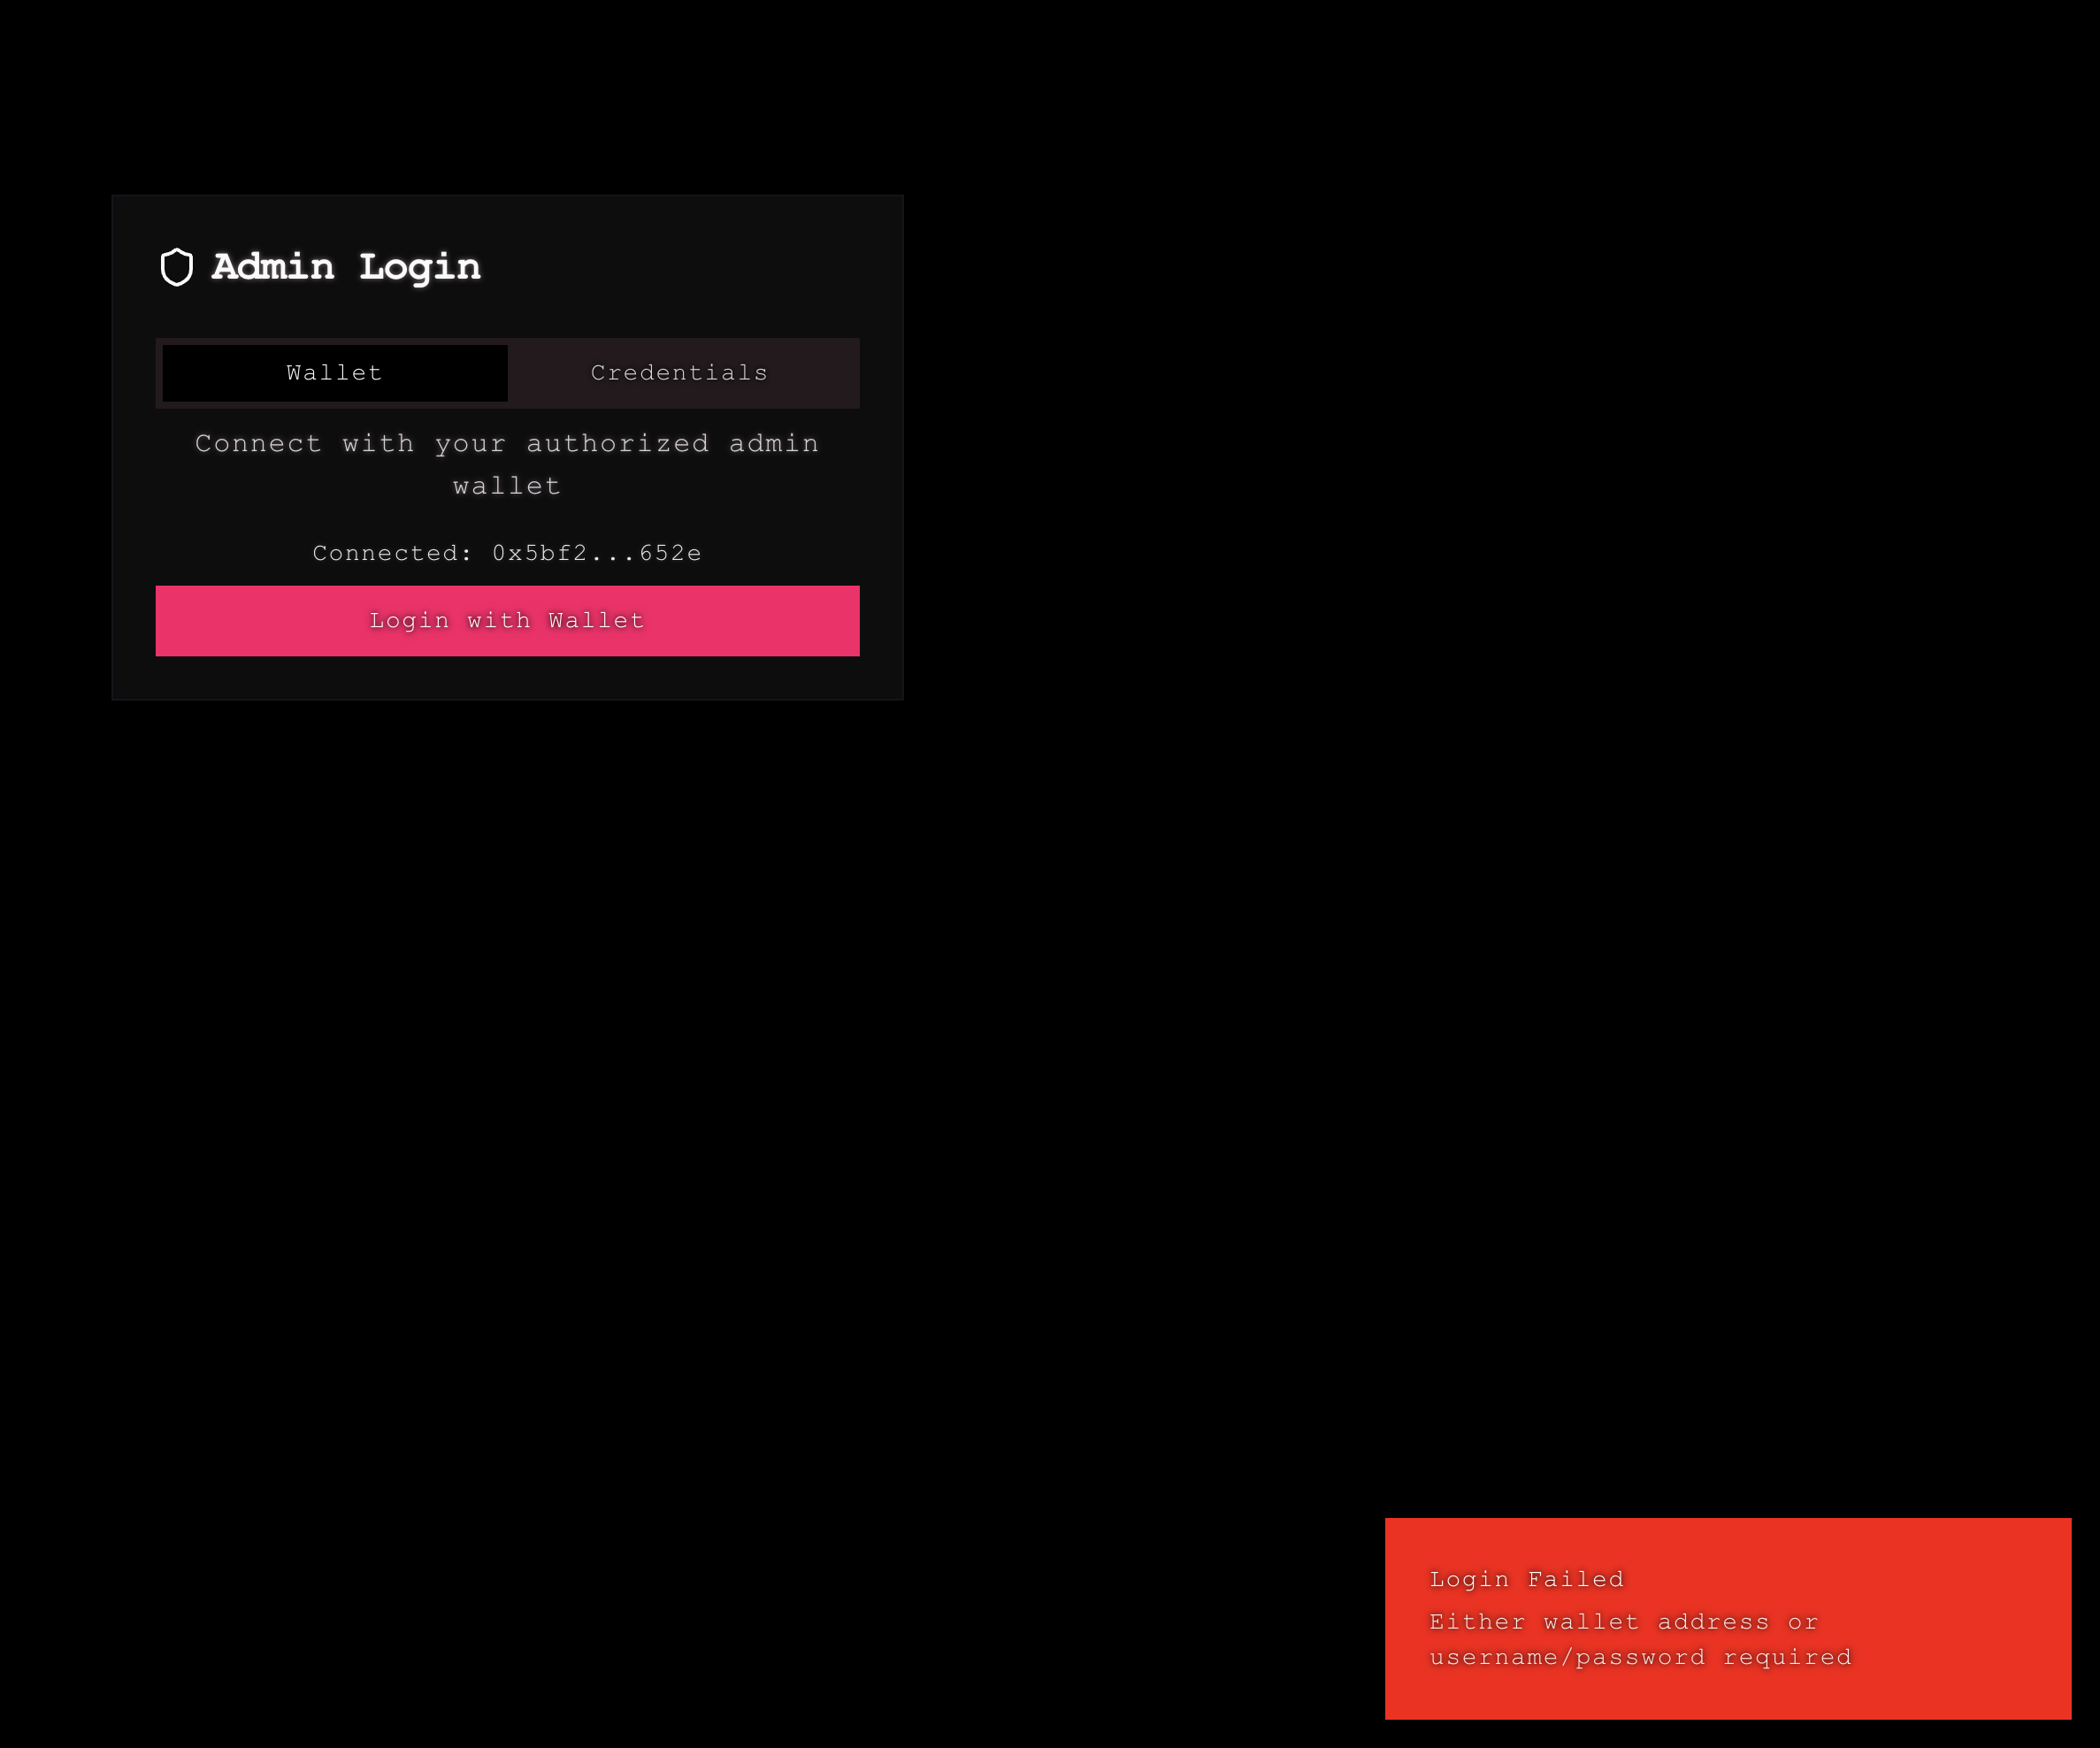 Admin Login
Wallet
Credentials
Connect with your authorized admin
wallet
Connected: 0x5bf2...652e
Login with Wallet
Login Failed
Either wallet address or
username/password required